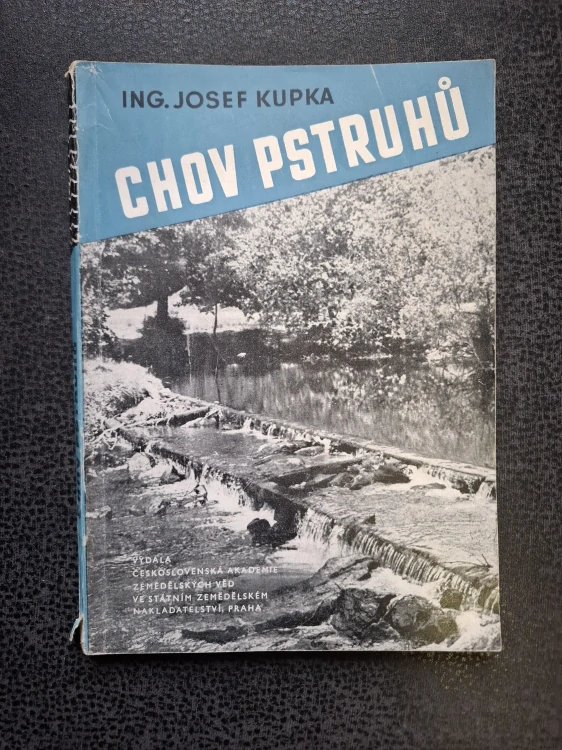 ING. JOSEF KUPKA
CHOV PSTRUHŮ
VYDALA
ČESKOSLOVENSKÁ AKADEMIE
ZEMĚDĚLSKÝCH VĚD
VE STÁTNÍM ZEMĚDĚLSKÉM
NAKLADATELSTVÍ, PRAHA